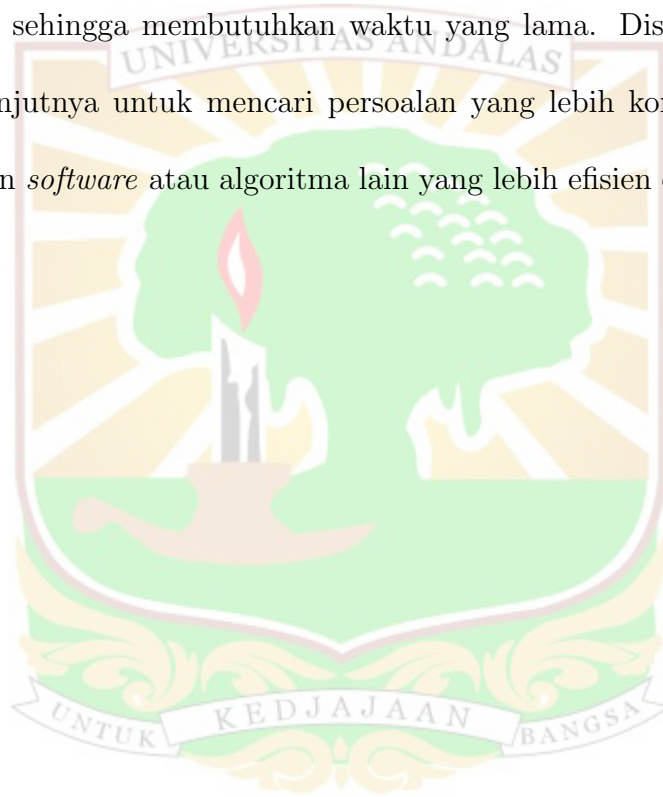 sehingga membutuhkan waktu yang lama. Dis
UNIVERSITAS ANDALAS
njutnya untuk mencari persoalan yang lebih kor
n software atau algoritma lain yang lebih efisien
UNTUK KEDJAJAAN BANGSA